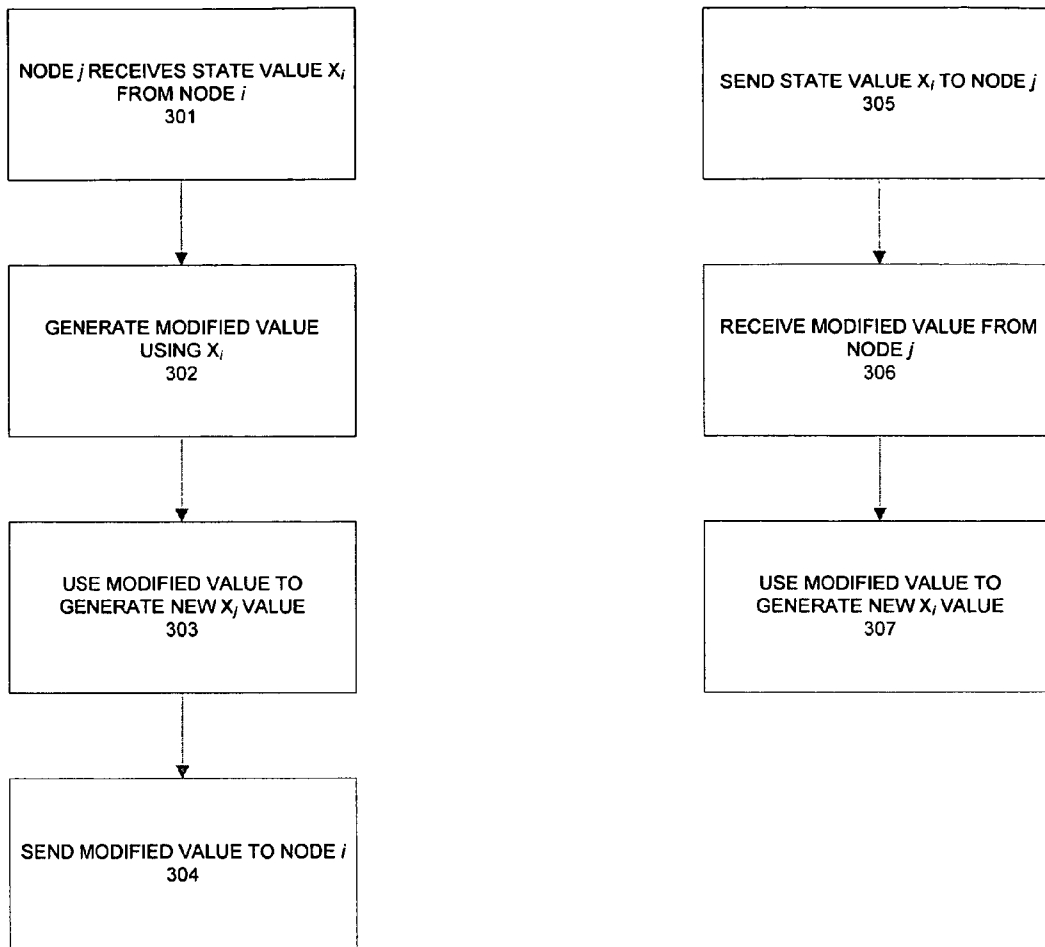 NODE j RECEIVES STATE VALUE Xi
FROM NODE i
301
GENERATE MODIFIED VALUE
USING Xi
302
USE MODIFIED VALUE TO
GENERATE NEW Xj VALUE
303
SEND MODIFIED VALUE TO NODE i
304
SEND STATE VALUE Xi TO NODE j
305
RECEIVE MODIFIED VALUE FROM
NODE j
306
USE MODIFIED VALUE TO
GENERATE NEW Xi VALUE
307